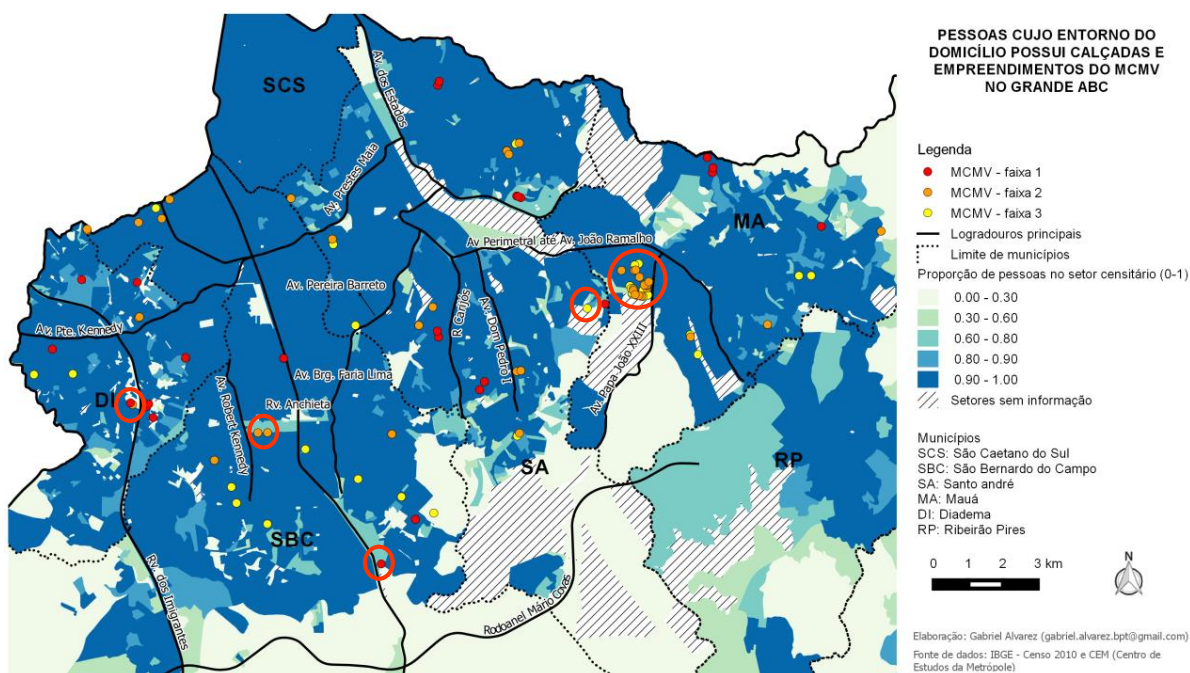 PESSOAS CUJO ENTORNO DO
DOMICÍLIO POSSUI CALÇADAS E
EMPREENDIMENTOS DO MCMV
NO GRANDE ABC
Legenda
MCMV - faixa 1
MCMV - faixa 2
MCMV - faixa 3
Logradouros principais
Limite de municípios
Proporção de pessoas no setor censitário (0-1)
0.00 - 0.30
0.30 - 0.60
0.60 - 0.80
0.80 - 0.90
0.90 - 1.00
Setores sem informação
Municípios
SCS: São Caetano do Sul
SBC: São Bernardo do Campo
SA: Santo andré
MA: Mauá
DI: Diadema
RP: Ribeirão Pires
0 1 2 3 km
N
Elaboração: Gabriel Alvarez (gabriel.alvarez.bpt@gmail.com)
Fonte de dados: IBGE - Censo 2010 e CEM (Centro de
Estudos da Metrópole)
SCS
Av. dos Estados
Av. Prestes Maia
MA
Av Perimetral até Av. João Ramalho
Av. Pereira Barreto
R Carijós
Av. Dom Pedro I
Av. Pte. Kennedy
Av. Papa João XXIII
Av. Brg. Faria Lima
DI
Av. Robert Kennedy
Rv. Anchieta
SA
RP
SBC
Rv. dos Imigrantes
Rodoanel Mário Covas